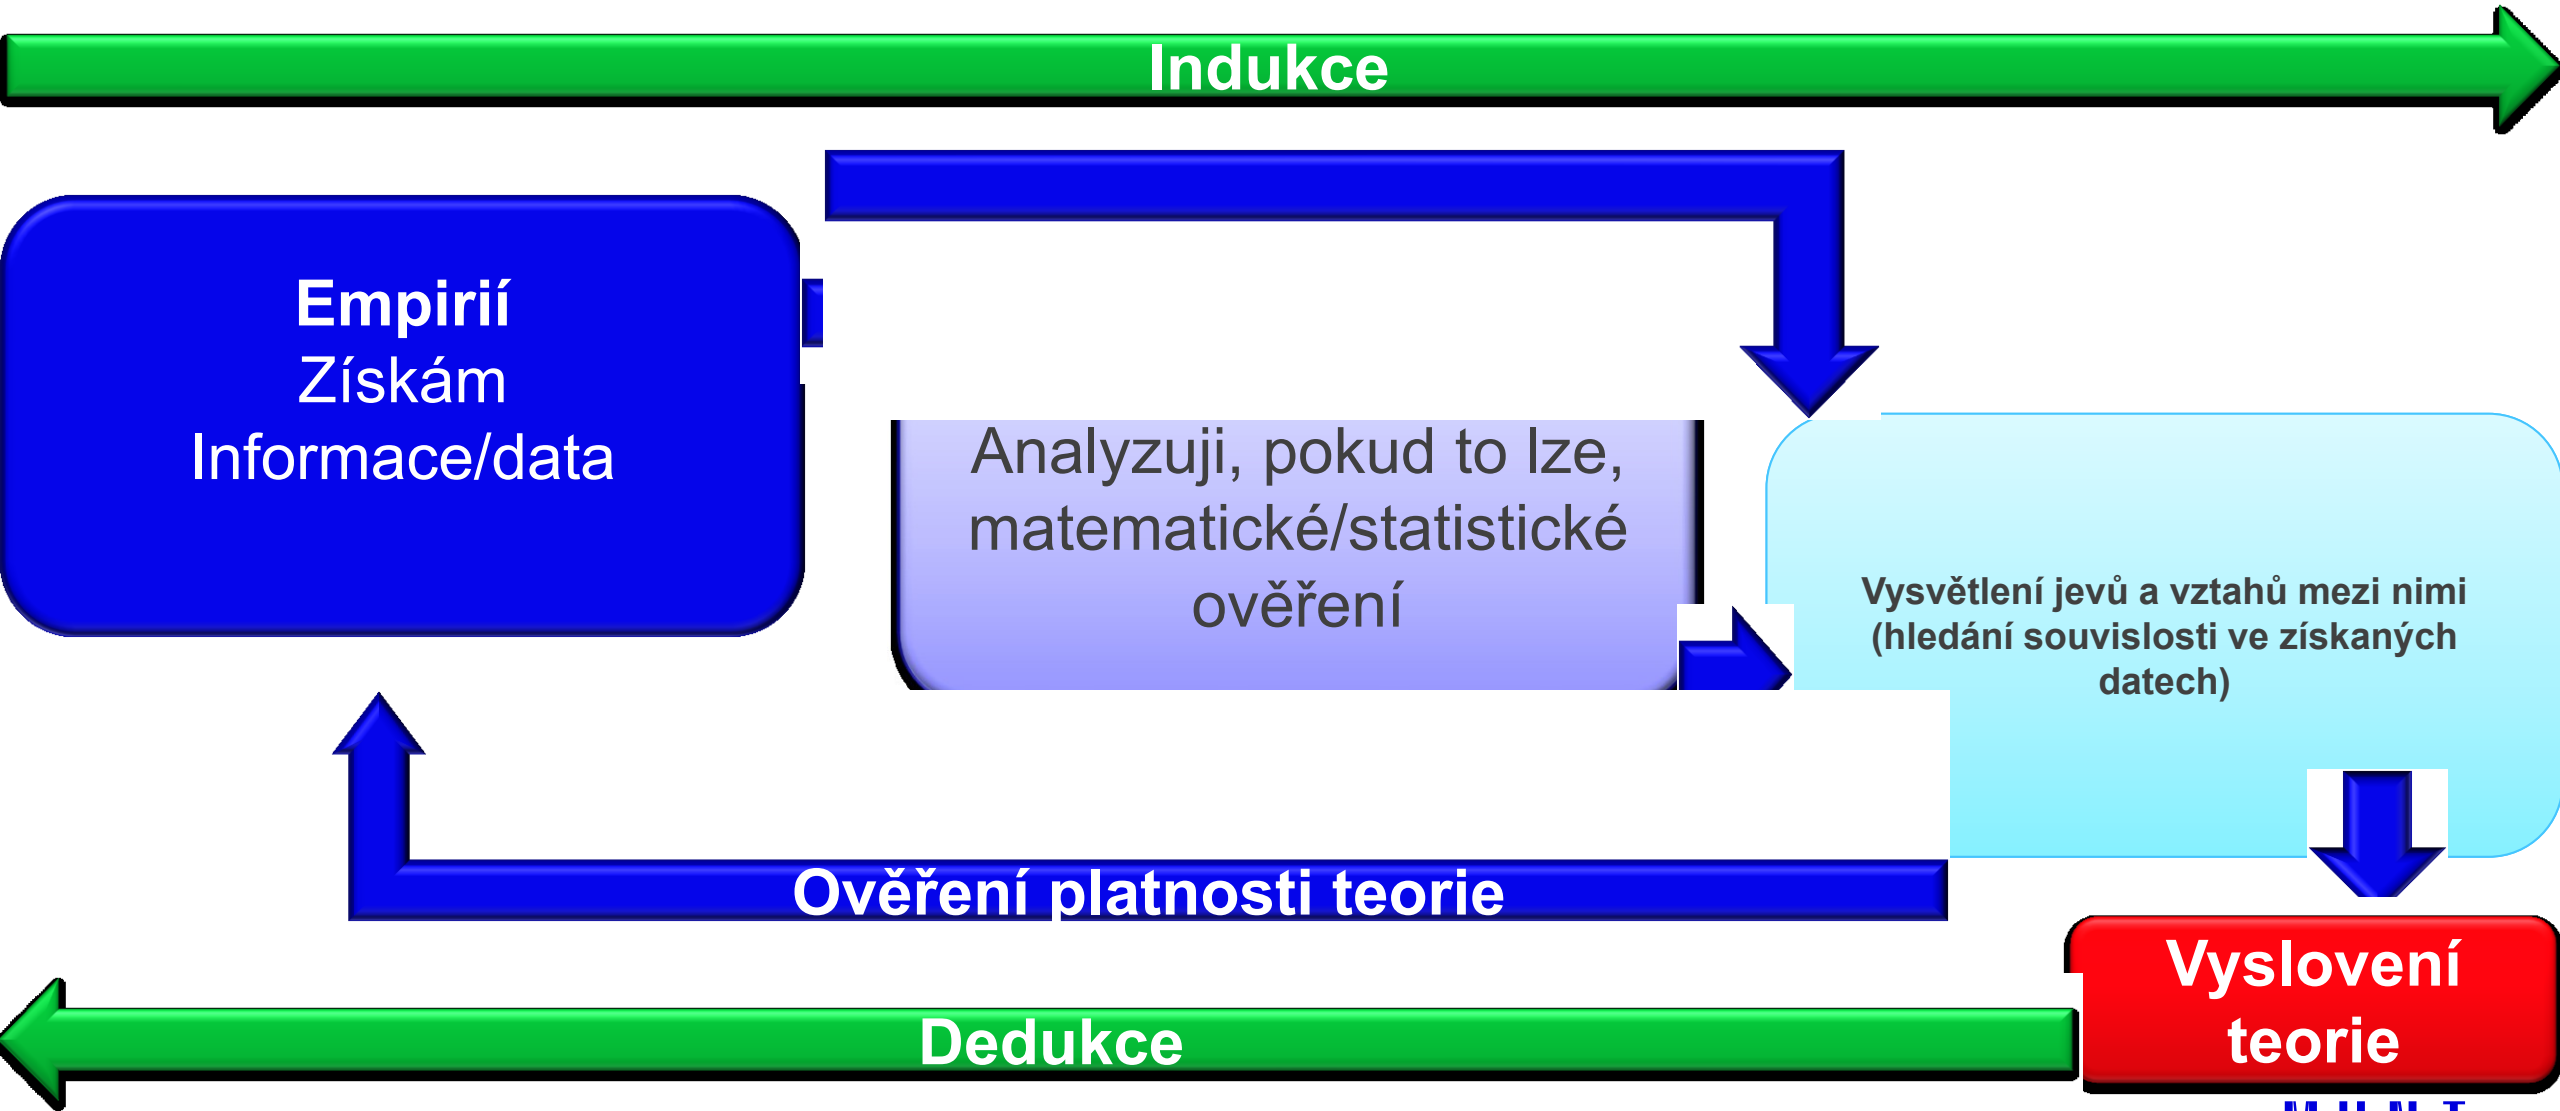 Indukce
Empirií
Získám
Informace/data
Analyzuji, pokud to lze,
matematické/statistické
ověření
Vysvětlení jevů a vztahů mezi nimi
(hledání souvislosti ve získaných
datech)
Ověření platnosti teorie
Vyslovení
teorie
Dedukce